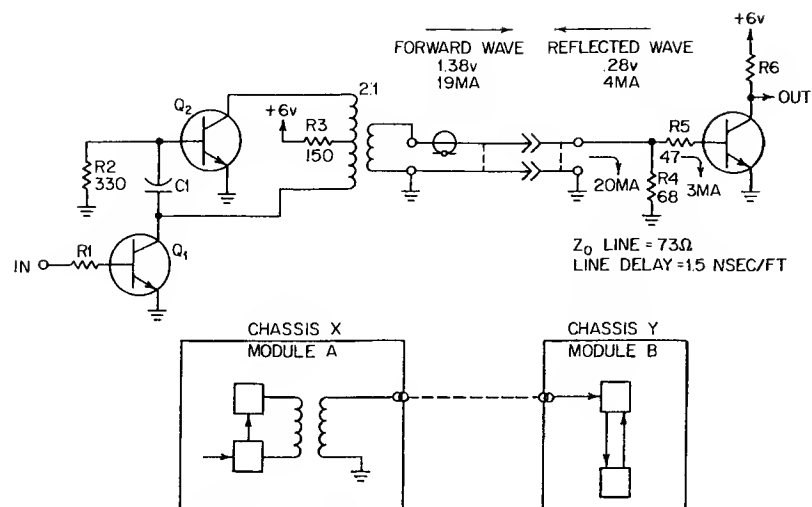 FORWARD WAVE
1.38v
19MA
REFLECTED WAVE
.28v
4MA
+6v
R6
OUT
Q2
2:1
+6v
R3
150
R2
330
C1
R5
47
R4
68
20MA
3MA
IN
R1
Q1
Z0 LINE = 73Ω
LINE DELAY = 1.5 NSEC/FT
CHASSIS X
MODULE A
CHASSIS Y
MODULE B